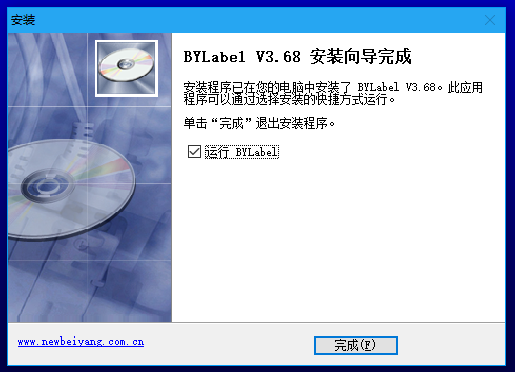 安装
BYLabel V3.68 安装向导完成
安装程序已在您的电脑中安装了 BYLabel V3.68。此应用
程序可以通过选择安装的快捷方式运行。
单击“完成”退出安装程序。
运行 BYLabel
www.newbeiyang.com.cn
完成(F)